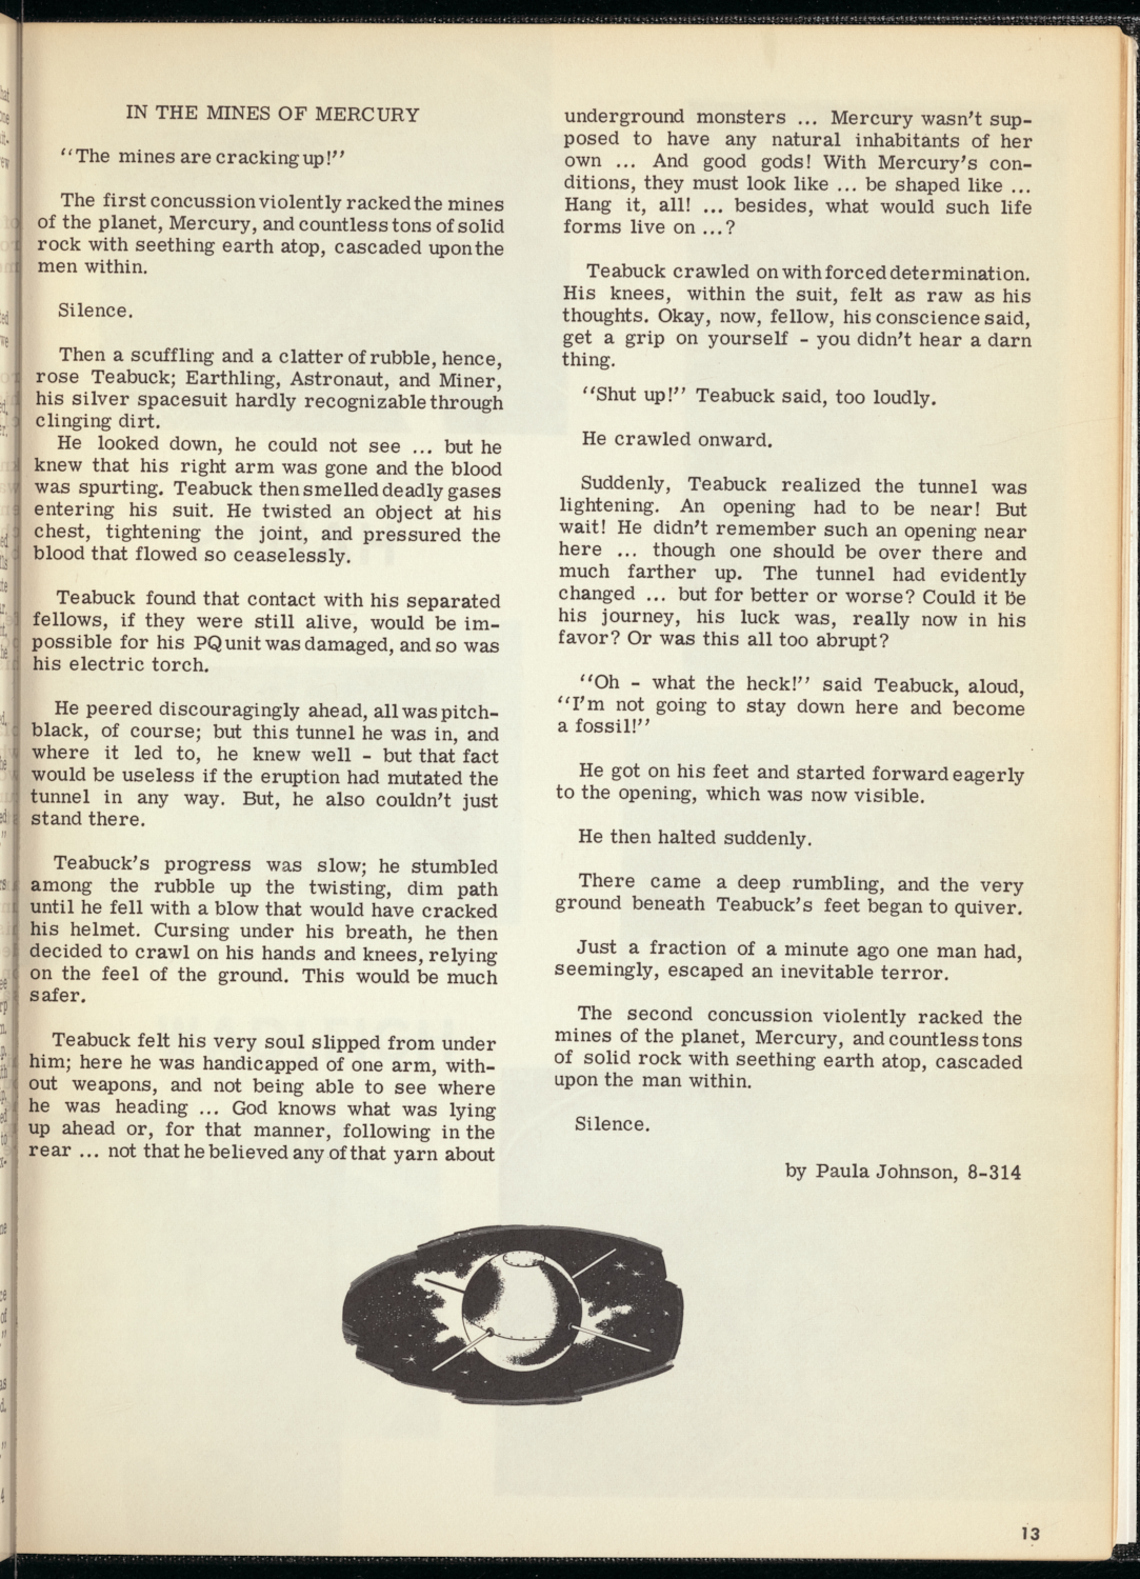 IN THE MINES OF MERCURY
“The mines are cracking up!”
The first concussion violently racked the mines
of the planet, Mercury, and countless tons of solid
rock with seething earth atop, cascaded upon the
men within.
Silence.
Then a scuffling and a clatter of rubble, hence,
rose Teabuck; Earthling, Astronaut, and Miner,
his silver spacesuit hardly recognizable through
clinging dirt.
He looked down, he could not see ... but he
knew that his right arm was gone and the blood
was spurting. Teabuck then smelled deadly gases
entering his suit. He twisted an object at his
chest, tightening the joint, and pressured the
blood that flowed so ceaselessly.
Teabuck found that contact with his separated
fellows, if they were still alive, would be im-
possible for his PQ unit was damaged, and so was
his electric torch.
He peered discouragingly ahead, all was pitch-
black, of course; but this tunnel he was in, and
where it led to, he knew well - but that fact
would be useless if the eruption had mutated the
tunnel in any way. But, he also couldn't just
stand there.
Teabuck's progress was slow; he stumbled
among the rubble up the twisting, dim path
until he fell with a blow that would have cracked
his helmet. Cursing under his breath, he then
decided to crawl on his hands and knees, relying
on the feel of the ground. This would be much
safer.
Teabuck felt his very soul slipped from under
him; here he was handicapped of one arm, with-
out weapons, and not being able to see where
he was heading ... God knows what was lying
up ahead or, for that manner, following in the
rear ... not that he believed any of that yarn about
underground monsters ... Mercury wasn't sup-
posed to have any natural inhabitants of her
own ... And good gods! With Mercury's con-
ditions, they must look like ... be shaped like ...
Hang it, all! ... besides, what would such life
forms live on ...?
Teabuck crawled on with forced determination.
His knees, within the suit, felt as raw as his
thoughts. Okay, now, fellow, his conscience said,
get a grip on yourself - you didn't hear a darn
thing.
“Shut up!” Teabuck said, too loudly.
He crawled onward.
Suddenly, Teabuck realized the tunnel was
lightening. An opening had to be near! But
wait! He didn't remember such an opening near
here ... though one should be over there and
much farther up. The tunnel had evidently
changed ... but for better or worse? Could it be
his journey, his luck was, really now in his
favor? Or was this all too abrupt?
“Oh - what the heck!” said Teabuck, aloud,
“I'm not going to stay down here and become
a fossil!”
He got on his feet and started forward eagerly
to the opening, which was now visible.
He then halted suddenly.
There came a deep rumbling, and the very
ground beneath Teabuck's feet began to quiver.
Just a fraction of a minute ago one man had,
seemingly, escaped an inevitable terror.
The second concussion violently racked the
mines of the planet, Mercury, and countless tons
of solid rock with seething earth atop, cascaded
upon the man within.
Silence.
by Paula Johnson, 8-314
13